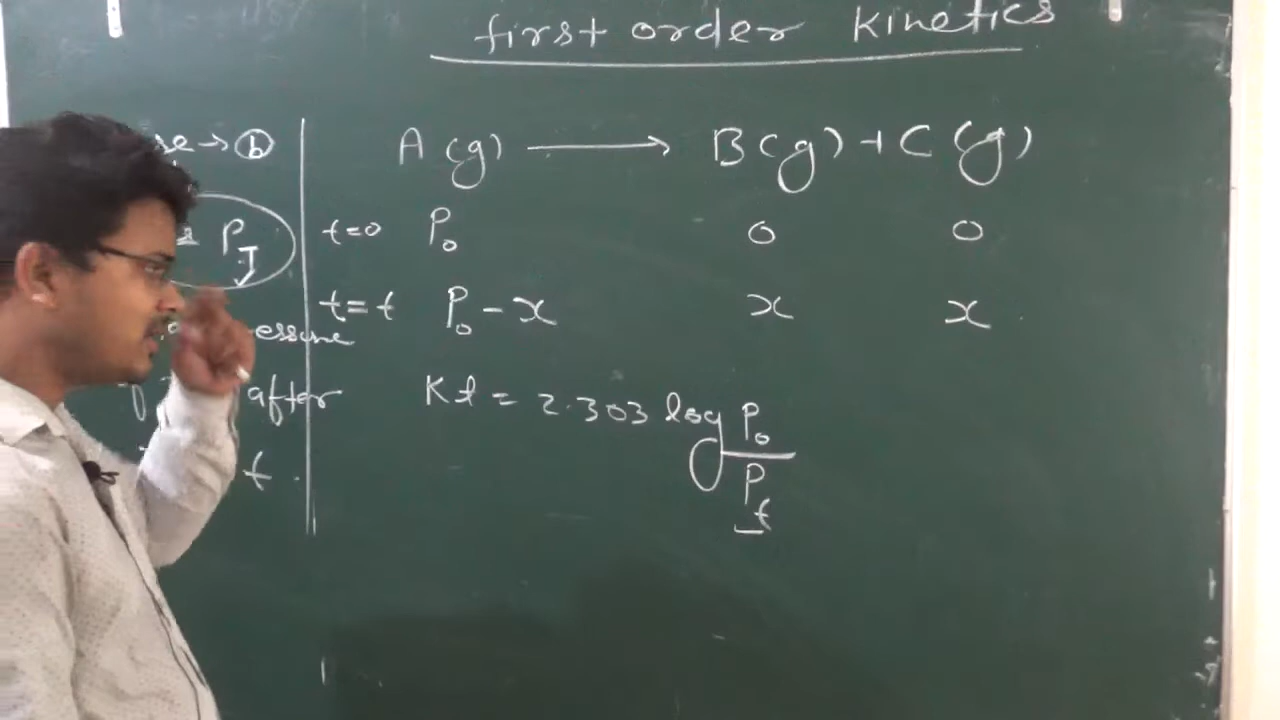 first order kinetics
→ b
A (g) → B (g) + C (g)
P
t=0 P₀ 0 0
t=t P₀-x x x
after
Kt = 2.303 log P₀
Pₜ
t.